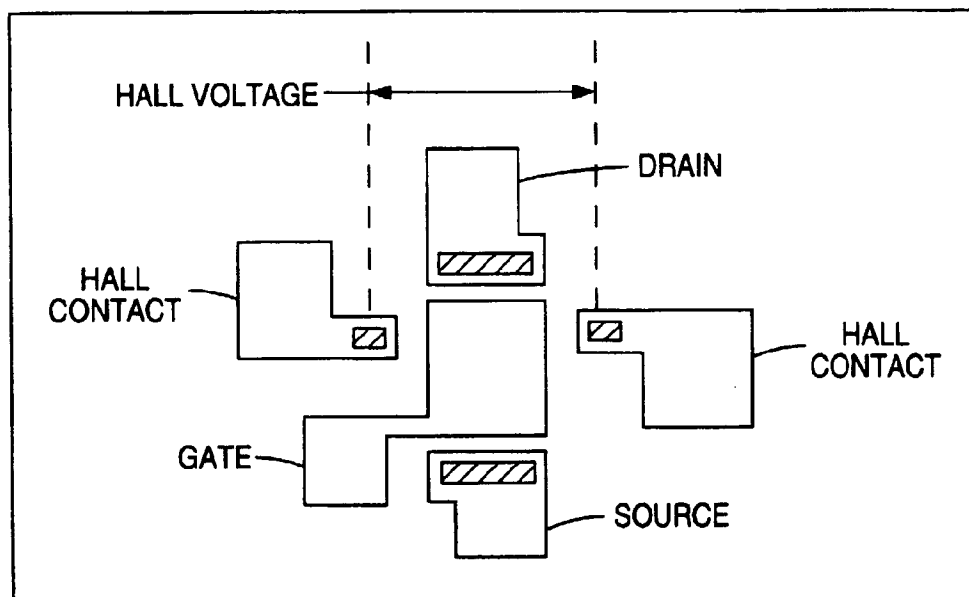 HALL VOLTAGE
DRAIN
HALL
CONTACT
HALL
CONTACT
GATE
SOURCE